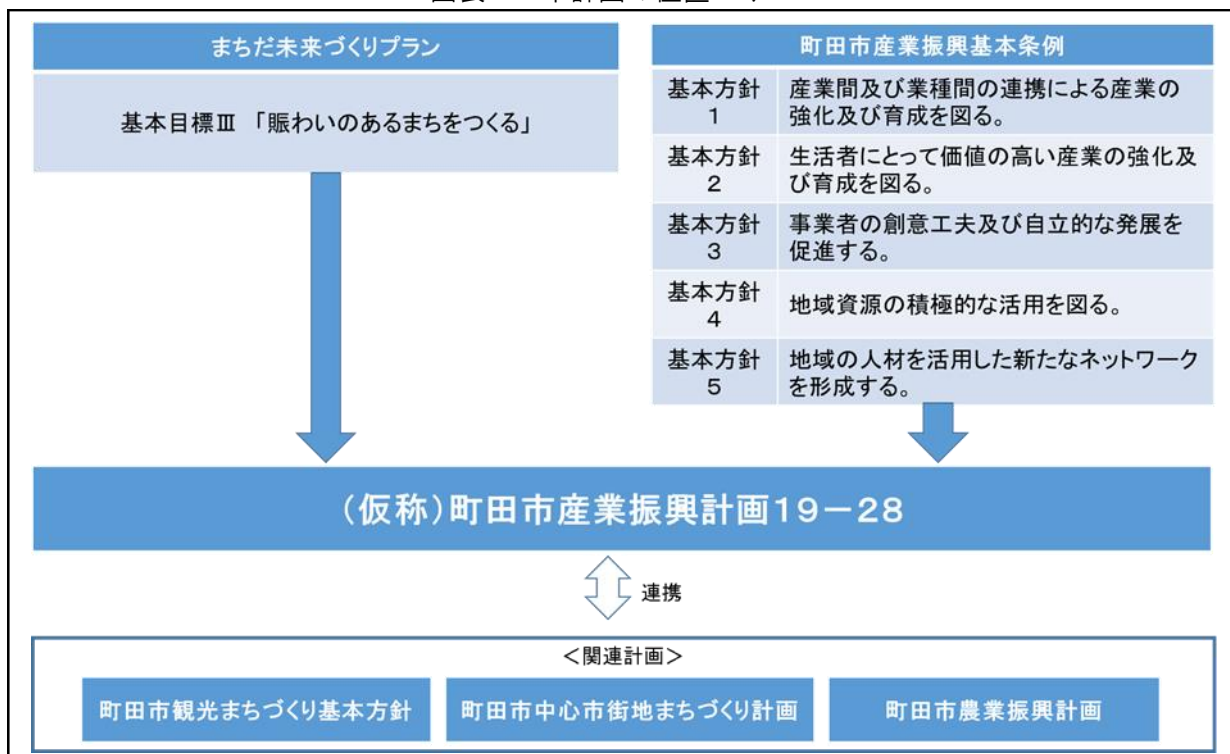 まちだ未来づくりプラン
基本目標Ⅲ 「賑わいのあるまちをつくる」
町田市産業振興基本条例
基本方針
1
産業間及び業種間の連携による産業の
強化及び育成を図る。
基本方針
2
生活者にとって価値の高い産業の強化及
び育成を図る。
基本方針
3
事業者の創意工夫及び自立的な発展を
促進する。
基本方針
4
地域資源の積極的な活用を図る。
基本方針
5
地域の人材を活用した新たなネットワーク
を形成する。
(仮称)町田市産業振興計画19-28
連携
<関連計画>
町田市観光まちづくり基本方針
町田市中心市街地まちづくり計画
町田市農業振興計画